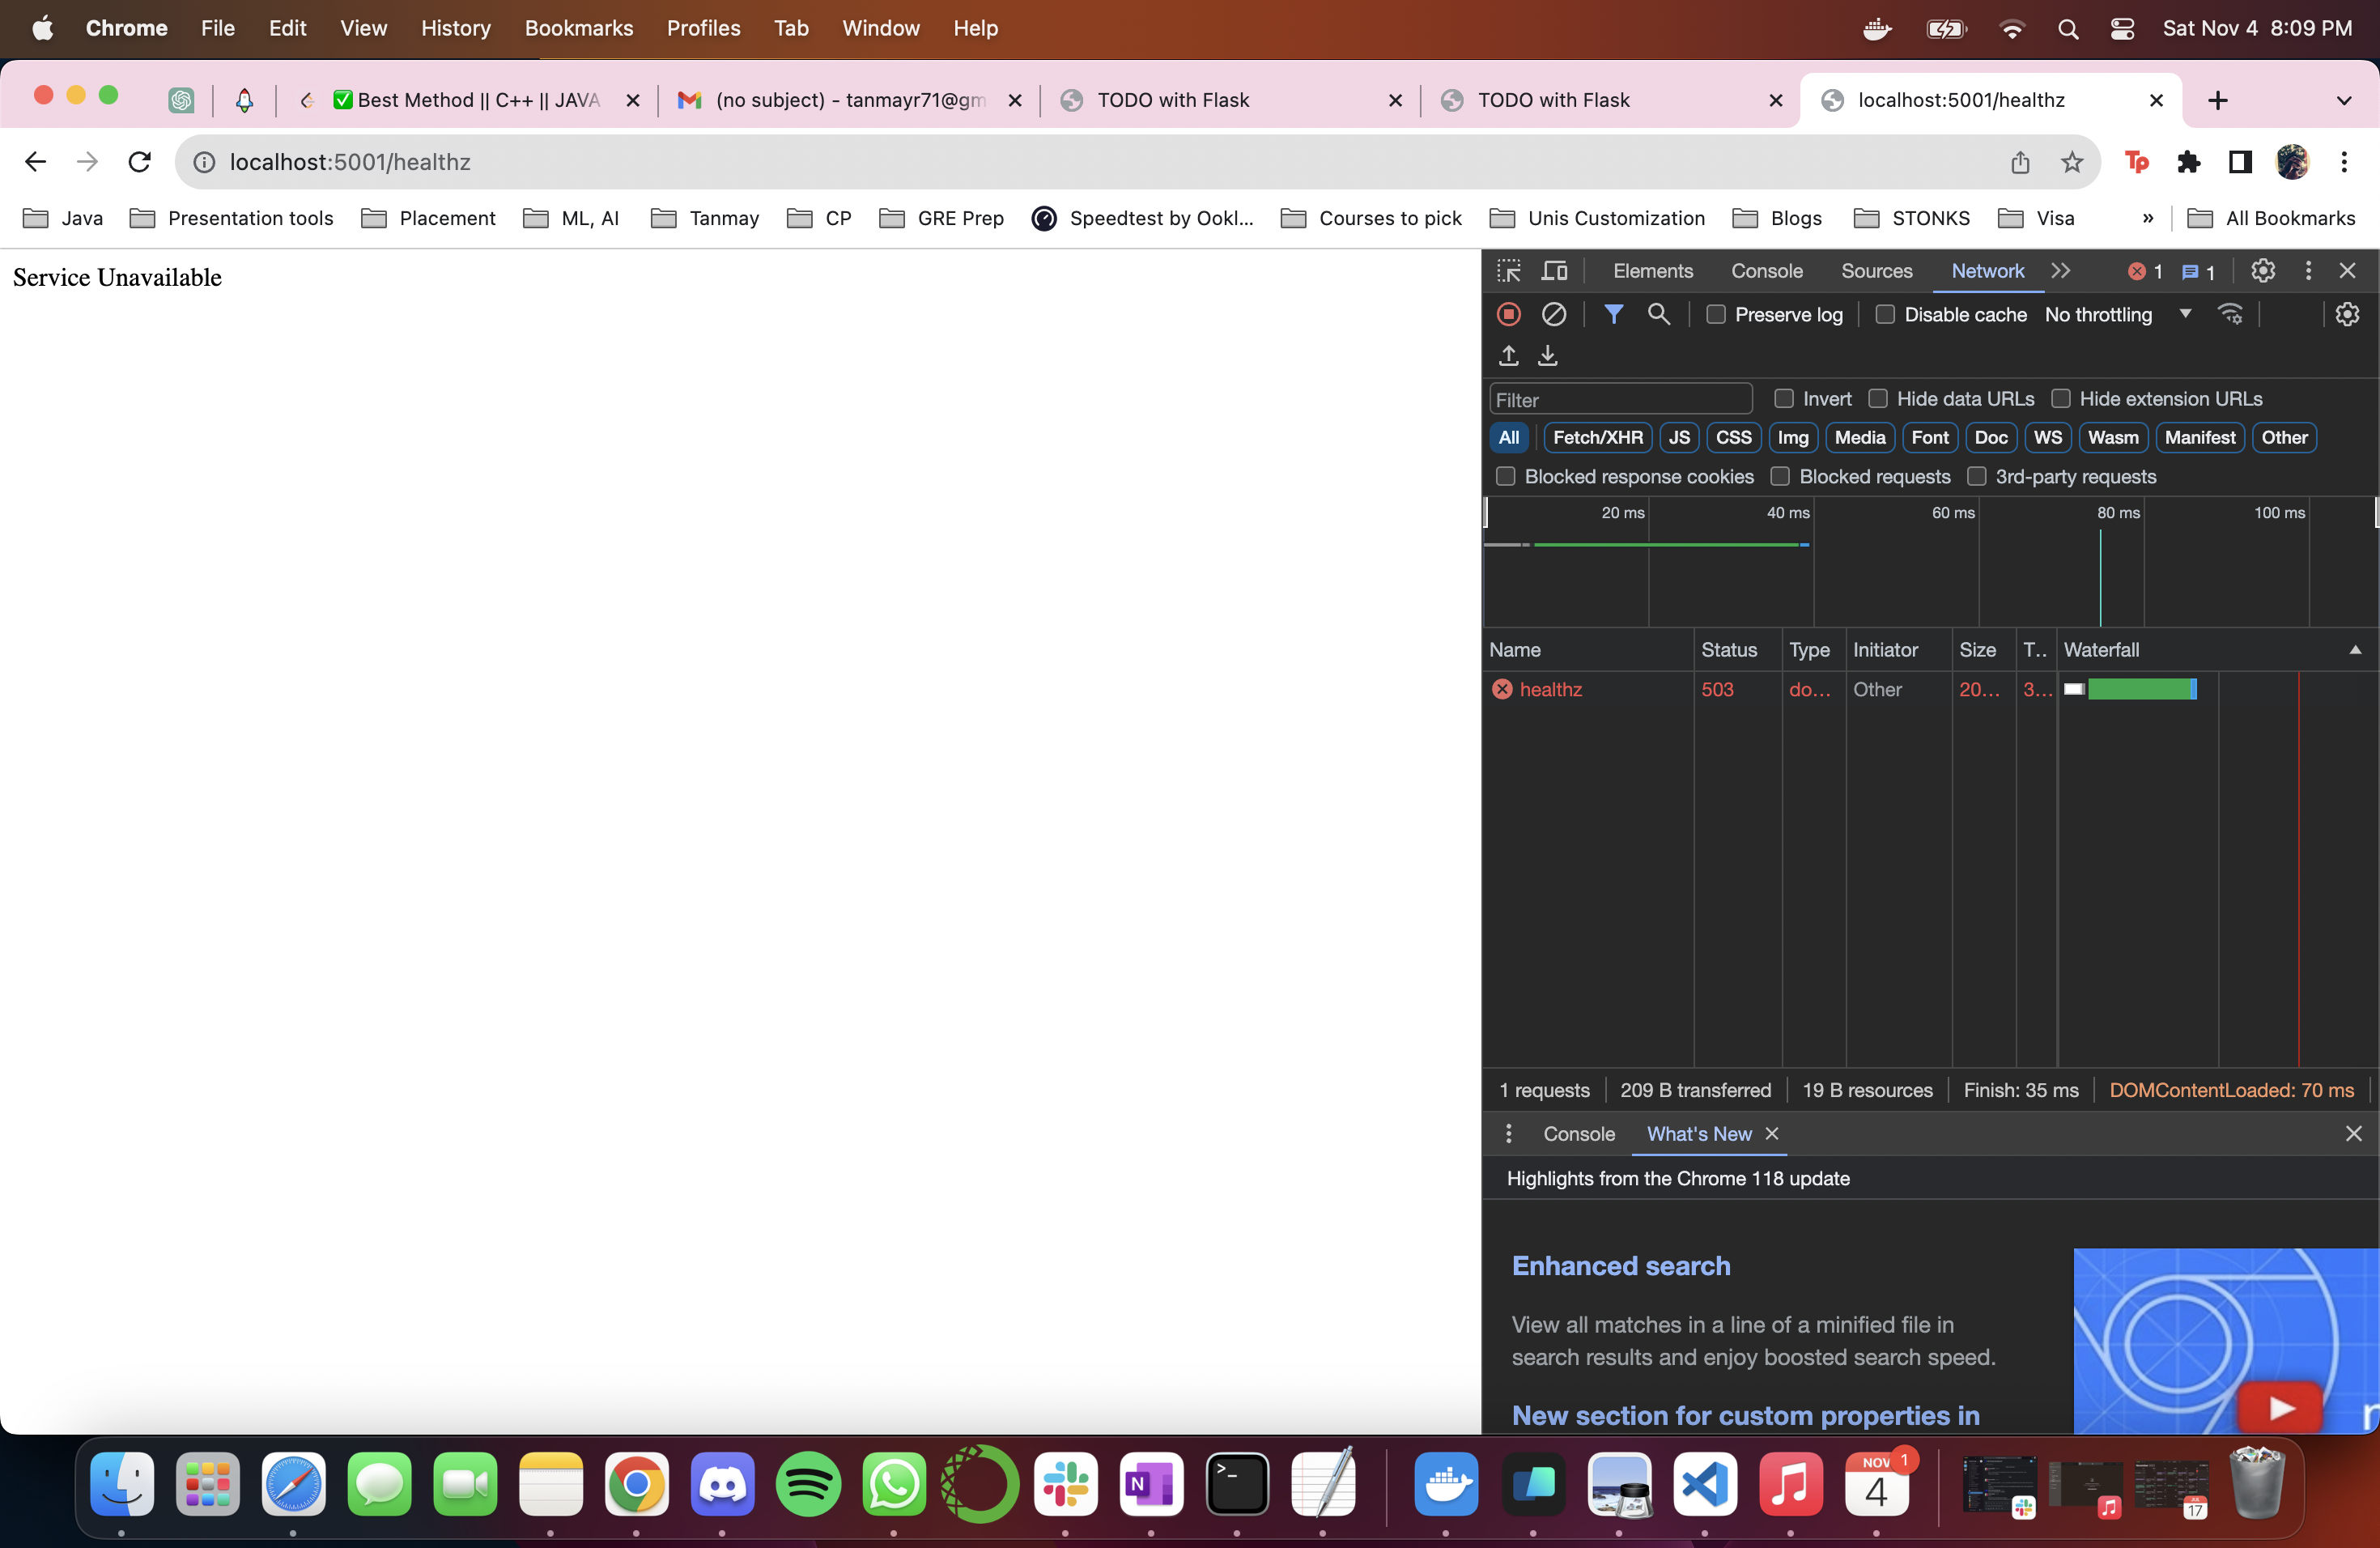 Chrome File Edit View History Bookmarks Profiles Tab Window Help Sat Nov 4 8:09 PM
✅ Best Method || C++ || JAVA (no subject) - tanmayr71@gm TODO with Flask TODO with Flask localhost:5001/healthz
localhost:5001/healthz Tp
Java Presentation tools Placement ML, AI Tanmay CP GRE Prep Speedtest by Ookl... Courses to pick Unis Customization Blogs STONKS Visa » All Bookmarks
Service Unavailable
Elements Console Sources Network 1 1
Preserve log Disable cache No throttling
Filter Invert Hide data URLs Hide extension URLs
All Fetch/XHR JS CSS Img Media Font Doc WS Wasm Manifest Other
Blocked response cookies Blocked requests 3rd-party requests
20 ms 40 ms 60 ms 80 ms 100 ms
Name Status Type Initiator Size T.. Waterfall
healthz 503 do... Other 20... 3...
1 requests 209 B transferred 19 B resources Finish: 35 ms DOMContentLoaded: 70 ms
Console What's New
Highlights from the Chrome 118 update
Enhanced search
View all matches in a line of a minified file in
search results and enjoy boosted search speed.
New section for custom properties in
N >_ NOV 4 1 17